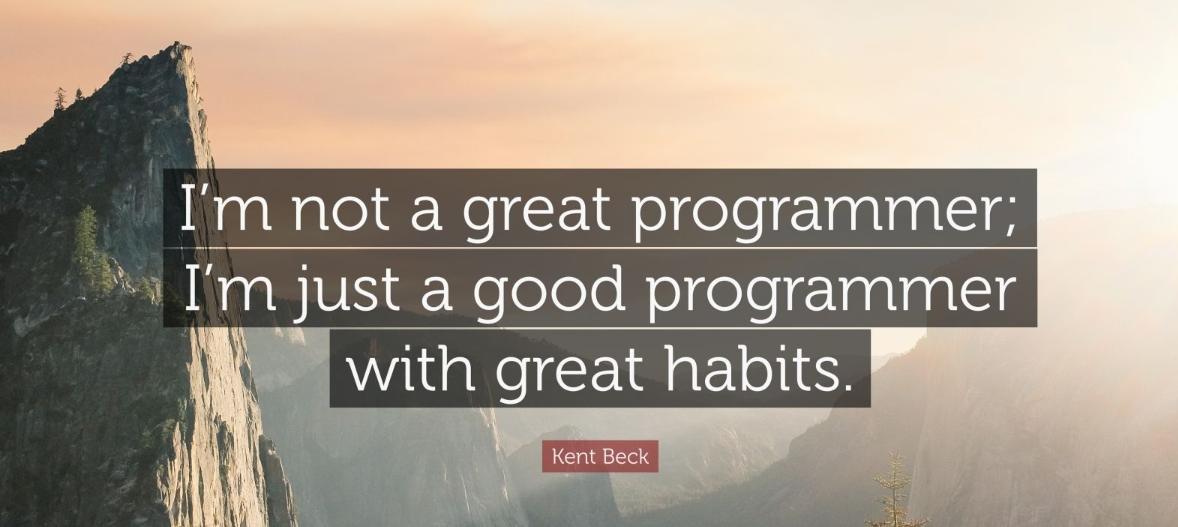 I’m not a great programmer;
I’m just a good programmer
with great habits.
Kent Beck